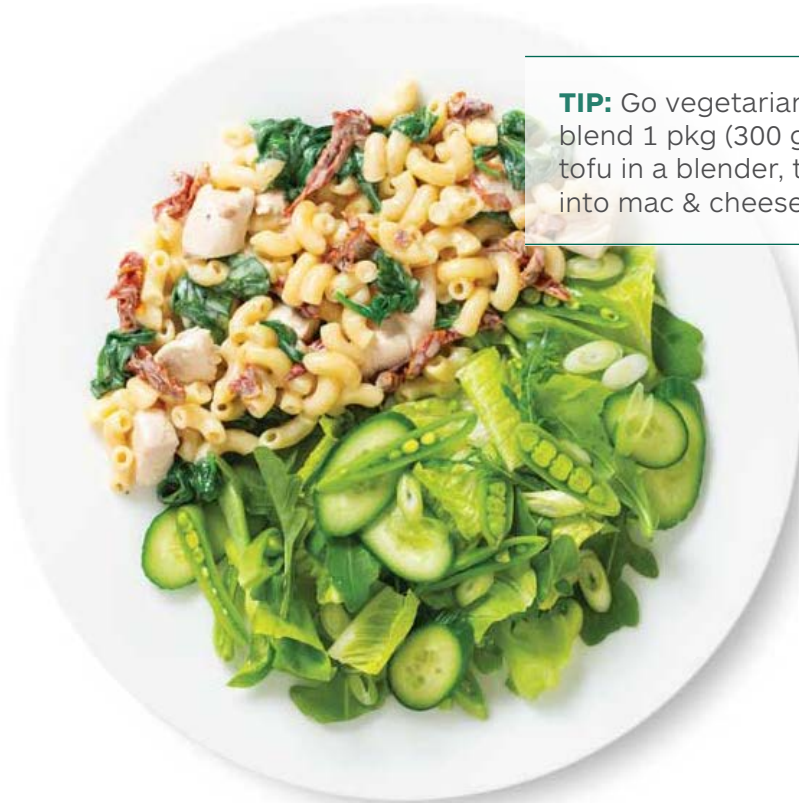 TIP: Go vegetarian
blend 1 pkg (300 g
tofu in a blender, t
into mac & cheese